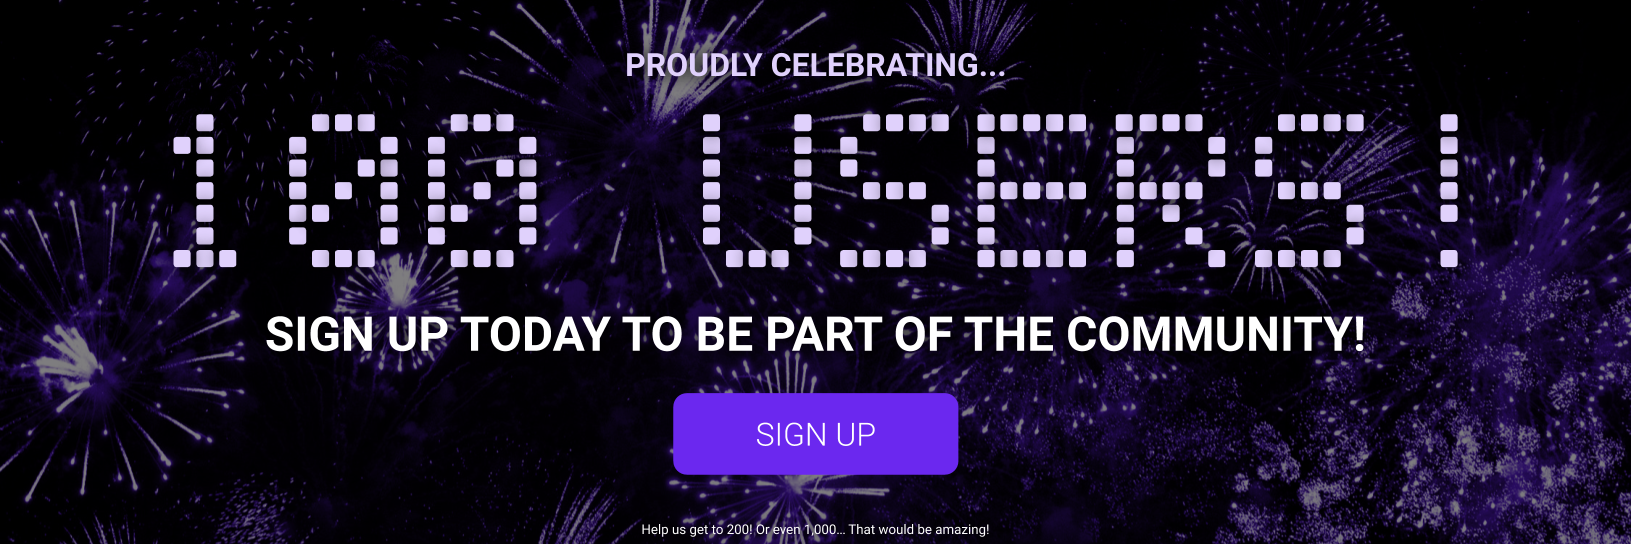 PROUDLY CELEBRATING...
100 USERS!
SIGN UP TODAY TO BE PART OF THE COMMUNITY!
SIGN UP
Help us get to 200! Or even 1,000... That would be amazing!